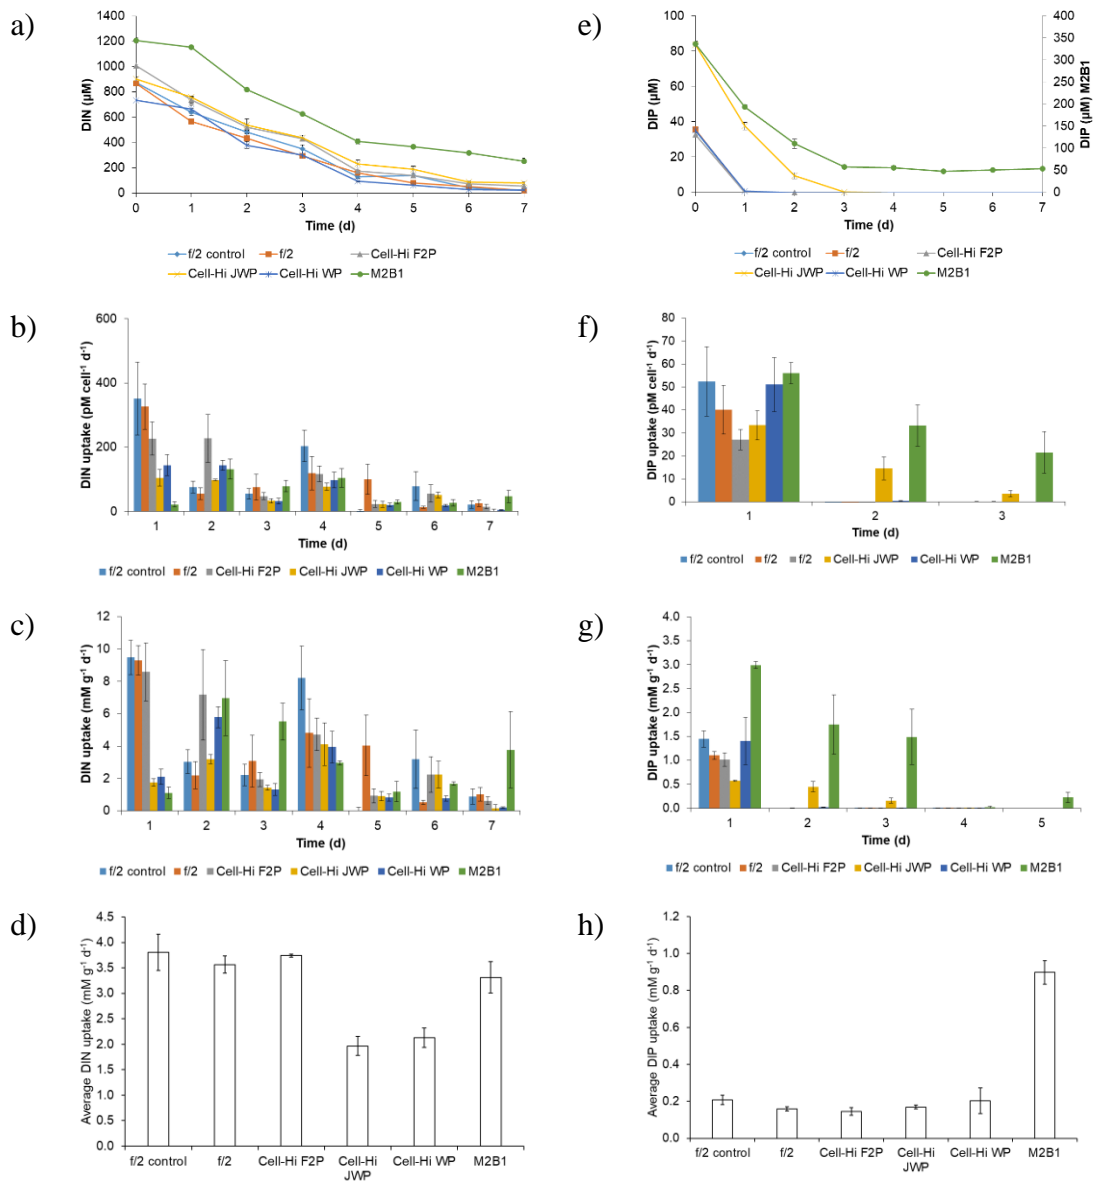 a)
1400
1200
1000
800
600
400
200
0
DIN (µM)
0 1 2 3 4 5 6 7
Time (d)
f/2 control f/2 Cell-Hi F2P
Cell-Hi JWP Cell-Hi WP M2B1
e)
100
80
60
40
20
0
DIP (µM)
400
350
300
250
200
150
100
50
0
DIP (µM) M2B1
0 1 2 3 4 5 6 7
Time (d)
f/2 control f/2 Cell-Hi F2P
Cell-Hi JWP Cell-Hi WP M2B1
b)
600
400
200
0
DIN uptake (pM cell⁻¹ d⁻¹)
1 2 3 4 5 6 7
Time (d)
f/2 control f/2 Cell-Hi F2P Cell-Hi JWP Cell-Hi WP M2B1
f)
80
70
60
50
40
30
20
10
0
DIP uptake (pM cell⁻¹ d⁻¹)
1 2 3
Time (d)
f/2 control f/2 f/2 Cell-Hi JWP Cell-Hi WP M2B1
c)
12
10
8
6
4
2
0
DIN uptake (mM g⁻¹ d⁻¹)
1 2 3 4 5 6 7
Time (d)
f/2 control f/2 Cell-Hi F2P Cell-Hi JWP Cell-Hi WP M2B1
g)
4.0
3.5
3.0
2.5
2.0
1.5
1.0
0.5
0.0
DIP uptake (mM g⁻¹ d⁻¹)
1 2 3 4 5
Time (d)
f/2 control f/2 Cell-Hi F2P Cell-Hi JWP Cell-Hi WP M2B1
d)
4.5
4.0
3.5
3.0
2.5
2.0
1.5
1.0
0.5
0.0
Average DIN uptake (mM g⁻¹ d⁻¹)
f/2 control f/2 Cell-Hi F2P Cell-Hi Cell-Hi WP M2B1
JWP
h)
1.2
1.0
0.8
0.6
0.4
0.2
0.0
Average DIP uptake (mM g⁻¹ d⁻¹)
f/2 control f/2 Cell-Hi F2P Cell-Hi Cell-Hi WP M2B1
JWP